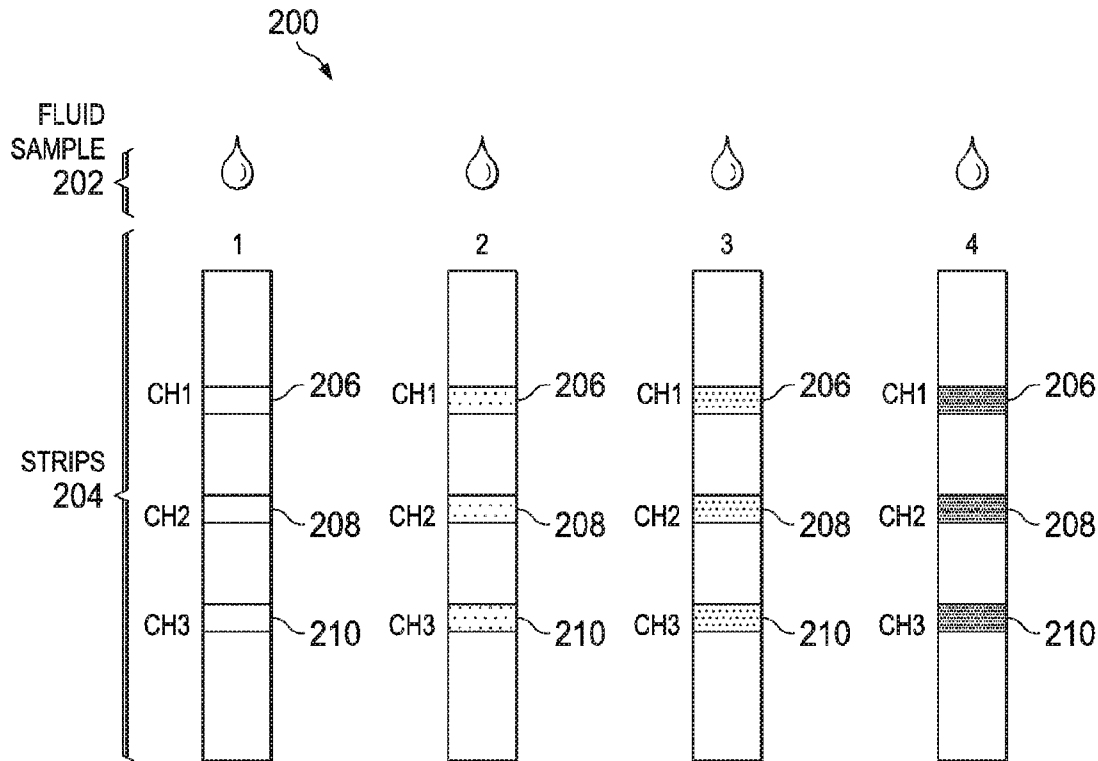 200
FLUID
SAMPLE
202
1 2 3 4
CH1 206 CH1 206 CH1 206 CH1 206
STRIPS
204
CH2 208 CH2 208 CH2 208 CH2 208
CH3 210 CH3 210 CH3 210 CH3 210